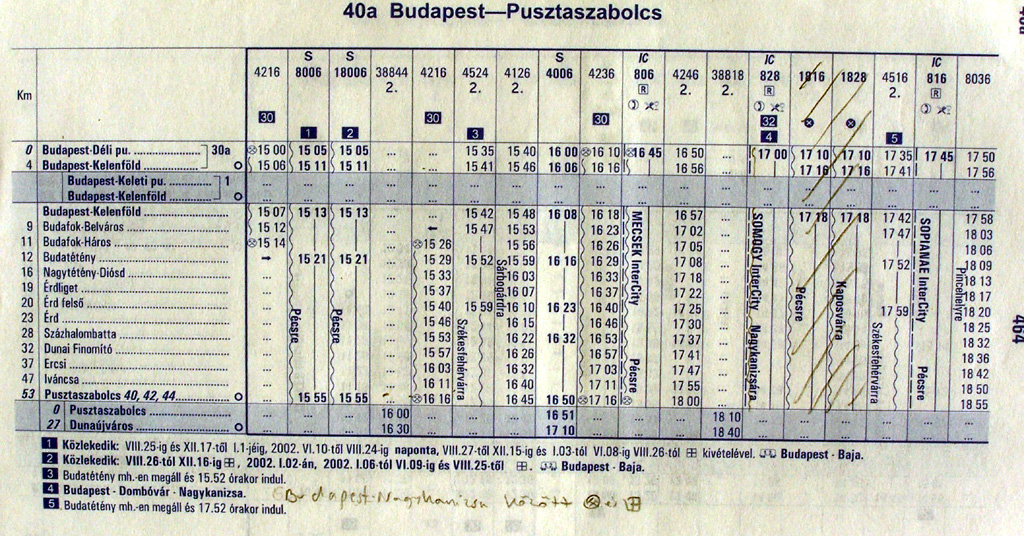 40a Budapest—Pusztaszabolcs
S S S IC IC IC
Km 4216 8006 18006 38844 4216 4524 4126 4006 4236 806 4246 38818 828 1816 1828 4516 816 8036
2. 2. 2. R 2. 2. R 2. R
30 30 30 32
1 2 3 4 5
0 Budapest-Déli pu. 30a 15 00 15 05 15 05 ... ... 15 35 15 40 16 00 16 10 16 45 16 50 ... 17 00 17 10 17 10 17 35 17 45 17 50
4 Budapest-Kelenföld O 15 06 15 11 15 11 ... ... 15 41 15 46 16 06 16 16 16 56 ... 17 16 17 16 17 41 17 56
Budapest-Keleti pu. 1 ... ... ... ... ... ... ... ... ... ... ... ... ... ... ...
Budapest-Kelenföld O ... ... ... ... ... ... ... ... ... ... ... ... ... ... ...
Budapest-Kelenföld 15 07 15 13 15 13 ... ... 15 42 15 48 16 08 16 18 16 57 ... 17 18 17 18 17 42 17 58
9 Budafok-Belváros 15 12 ... ← 15 47 15 53 16 23 17 02 ... 17 47 18 03
11 Budafok-Háros 15 14 ... 15 26 15 56 16 26 17 05 ... 18 06
12 Budatétény → 15 21 15 21 ... 15 29 15 52 15 59 16 16 16 29 17 08 ... 17 52 18 09
16 Nagytétény-Diósd ... ... 15 33 16 03 16 33 17 18 ... 18 13
19 Érdliget ... ... 15 37 16 07 16 37 17 22 ... 18 17
20 Érd felső ... ... 15 40 15 59 16 10 16 23 16 40 17 25 ... 17 59 18 20
23 Érd ... ... 15 46 16 15 16 46 17 30 ... 18 25
28 Százhalombatta ... ... 15 53 16 22 16 32 16 53 17 37 ... 18 32
32 Dunai Finomító ... ... 15 57 16 26 16 57 17 41 ... 18 36
37 Ercsi ... ... 16 03 16 32 17 03 17 47 ... 18 42
47 Iváncsa ... ... 16 11 16 40 17 11 17 55 ... 18 50
53 Pusztaszabolcs 40, 42, 44 O ... 15 55 15 55 ... 16 16 16 45 16 50 17 16 18 00 ... 18 55
0 Pusztaszabolcs ... ... ... 16 00 ... ... ... 16 51 ... ... ... 18 10 ... ... ... ... ... ...
27 Dunaújváros O ... ... ... 16 30 ... ... ... 17 10 ... ... ... 18 40 ... ... ... ... ... ...
Pécsre
Pécsre
Székesfehérvárra
Sárbogárdra
MECSEK InterCity Pécsre
SOMOGY InterCity Nagykanizsára
Pécsre
Kaposvárra
Székesfehérvárra
SOPIANAE InterCity Pécsre
Pincehelyre
1 Közlekedik: VIII.25-ig és XII.17-től I.1-jéig, 2002. VI.10-től VIII.24-ig naponta, VIII.27-től XII.15-ig és I.03-tól VI.08-ig VIII.26-tól kivételével. Budapest - Baja.
2 Közlekedik: VIII.26-tól XII.16-ig, 2002. I.02-án, 2002. I.06-tól VI.09-ig és VIII.25-től. Budapest - Baja.
3 Budatétény mh.-en megáll és 15.52 órakor indul.
4 Budapest - Dombóvár - Nagykanizsa.
Budapest-Nagykanizsa között és
5 Budatétény mh.-en megáll és 17.52 órakor indul.
464